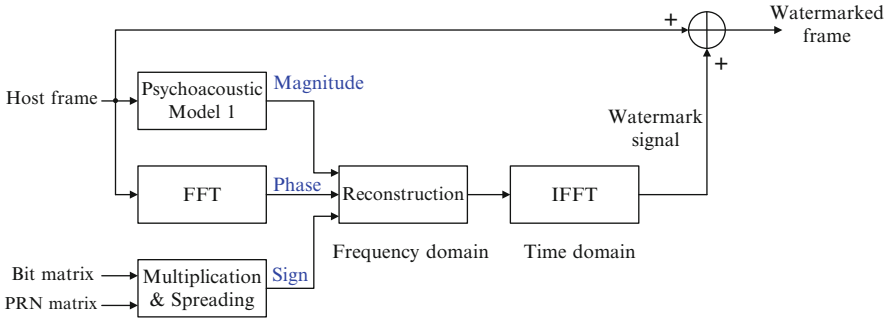 Watermarked
frame
+
+
Host frame
Psychoacoustic
Model 1
Magnitude
Watermark
signal
FFT
Phase
Reconstruction
IFFT
Frequency domain
Time domain
Bit matrix
PRN matrix
Multiplication
& Spreading
Sign